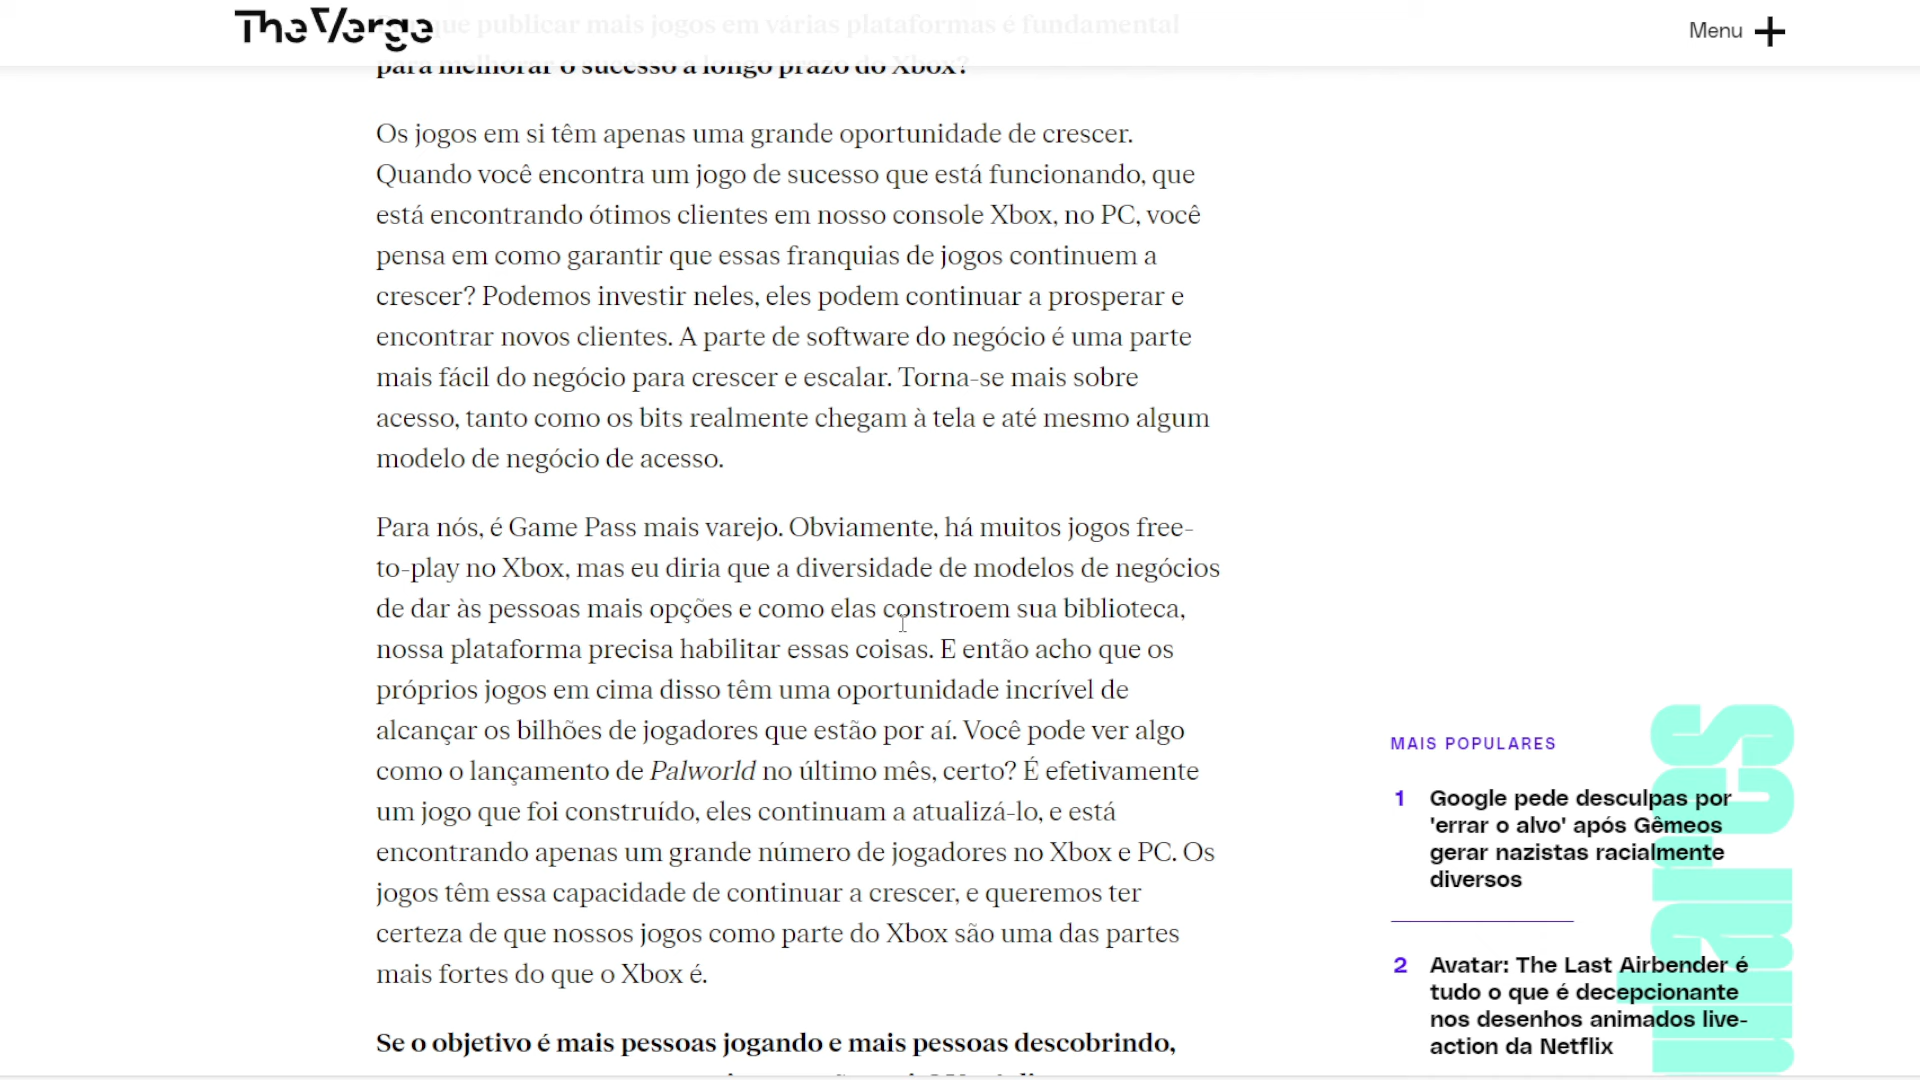 The Verge
Menu
que publicar mais jogos em várias plataformas é fundamental
para melhorar o sucesso a longo prazo do Xbox?
Os jogos em si têm apenas uma grande oportunidade de crescer.
Quando você encontra um jogo de sucesso que está funcionando, que
está encontrando ótimos clientes em nosso console Xbox, no PC, você
pensa em como garantir que essas franquias de jogos continuem a
crescer? Podemos investir neles, eles podem continuar a prosperar e
encontrar novos clientes. A parte de software do negócio é uma parte
mais fácil do negócio para crescer e escalar. Torna-se mais sobre
acesso, tanto como os bits realmente chegam à tela e até mesmo algum
modelo de negócio de acesso.
Para nós, é Game Pass mais varejo. Obviamente, há muitos jogos free-
to-play no Xbox, mas eu diria que a diversidade de modelos de negócios
de dar às pessoas mais opções e como elas constroem sua biblioteca,
nossa plataforma precisa habilitar essas coisas. E então acho que os
próprios jogos em cima disso têm uma oportunidade incrível de
alcançar os bilhões de jogadores que estão por aí. Você pode ver algo
como o lançamento de Palworld no último mês, certo? É efetivamente
um jogo que foi construído, eles continuam a atualizá-lo, e está
encontrando apenas um grande número de jogadores no Xbox e PC. Os
jogos têm essa capacidade de continuar a crescer, e queremos ter
certeza de que nossos jogos como parte do Xbox são uma das partes
mais fortes do que o Xbox é.
Se o objetivo é mais pessoas jogando e mais pessoas descobrindo,
MAIS POPULARES
1 Google pede desculpas por
'errar o alvo' após Gêmeos
gerar nazistas racialmente
diversos
2 Avatar: The Last Airbender é
tudo o que é decepcionante
nos desenhos animados live-
action da Netflix